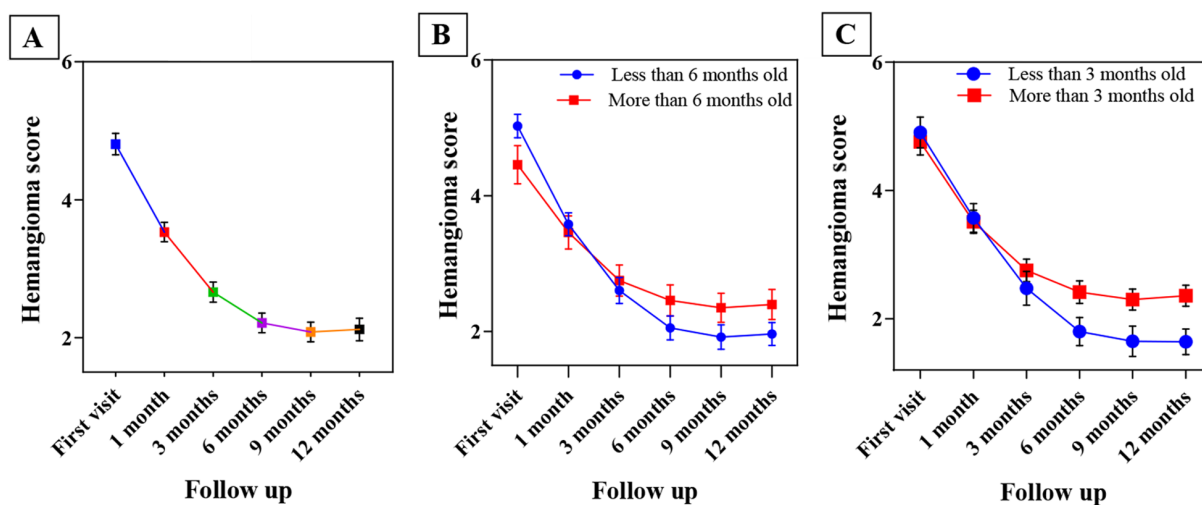 A
Hemangioma score
6
4
2
First visit
1 month
3 months
6 months
9 months
12 months
Follow up
B
Hemangioma score
6
4
2
Less than 6 months old
More than 6 months old
First visit
1 month
3 months
6 months
9 months
12 months
Follow up
C
Hemangioma score
6
4
2
Less than 3 months old
More than 3 months old
First visit
1 month
3 months
6 months
9 months
12 months
Follow up